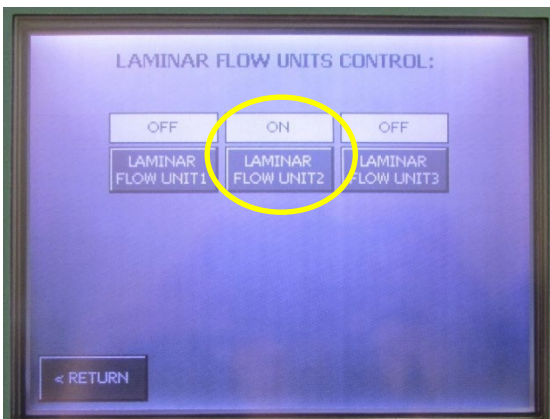 LAMINAR FLOW UNITS CONTROL:
OFF ON OFF
LAMINAR FLOW UNIT1
LAMINAR FLOW UNIT2
LAMINAR FLOW UNIT3
< RETURN